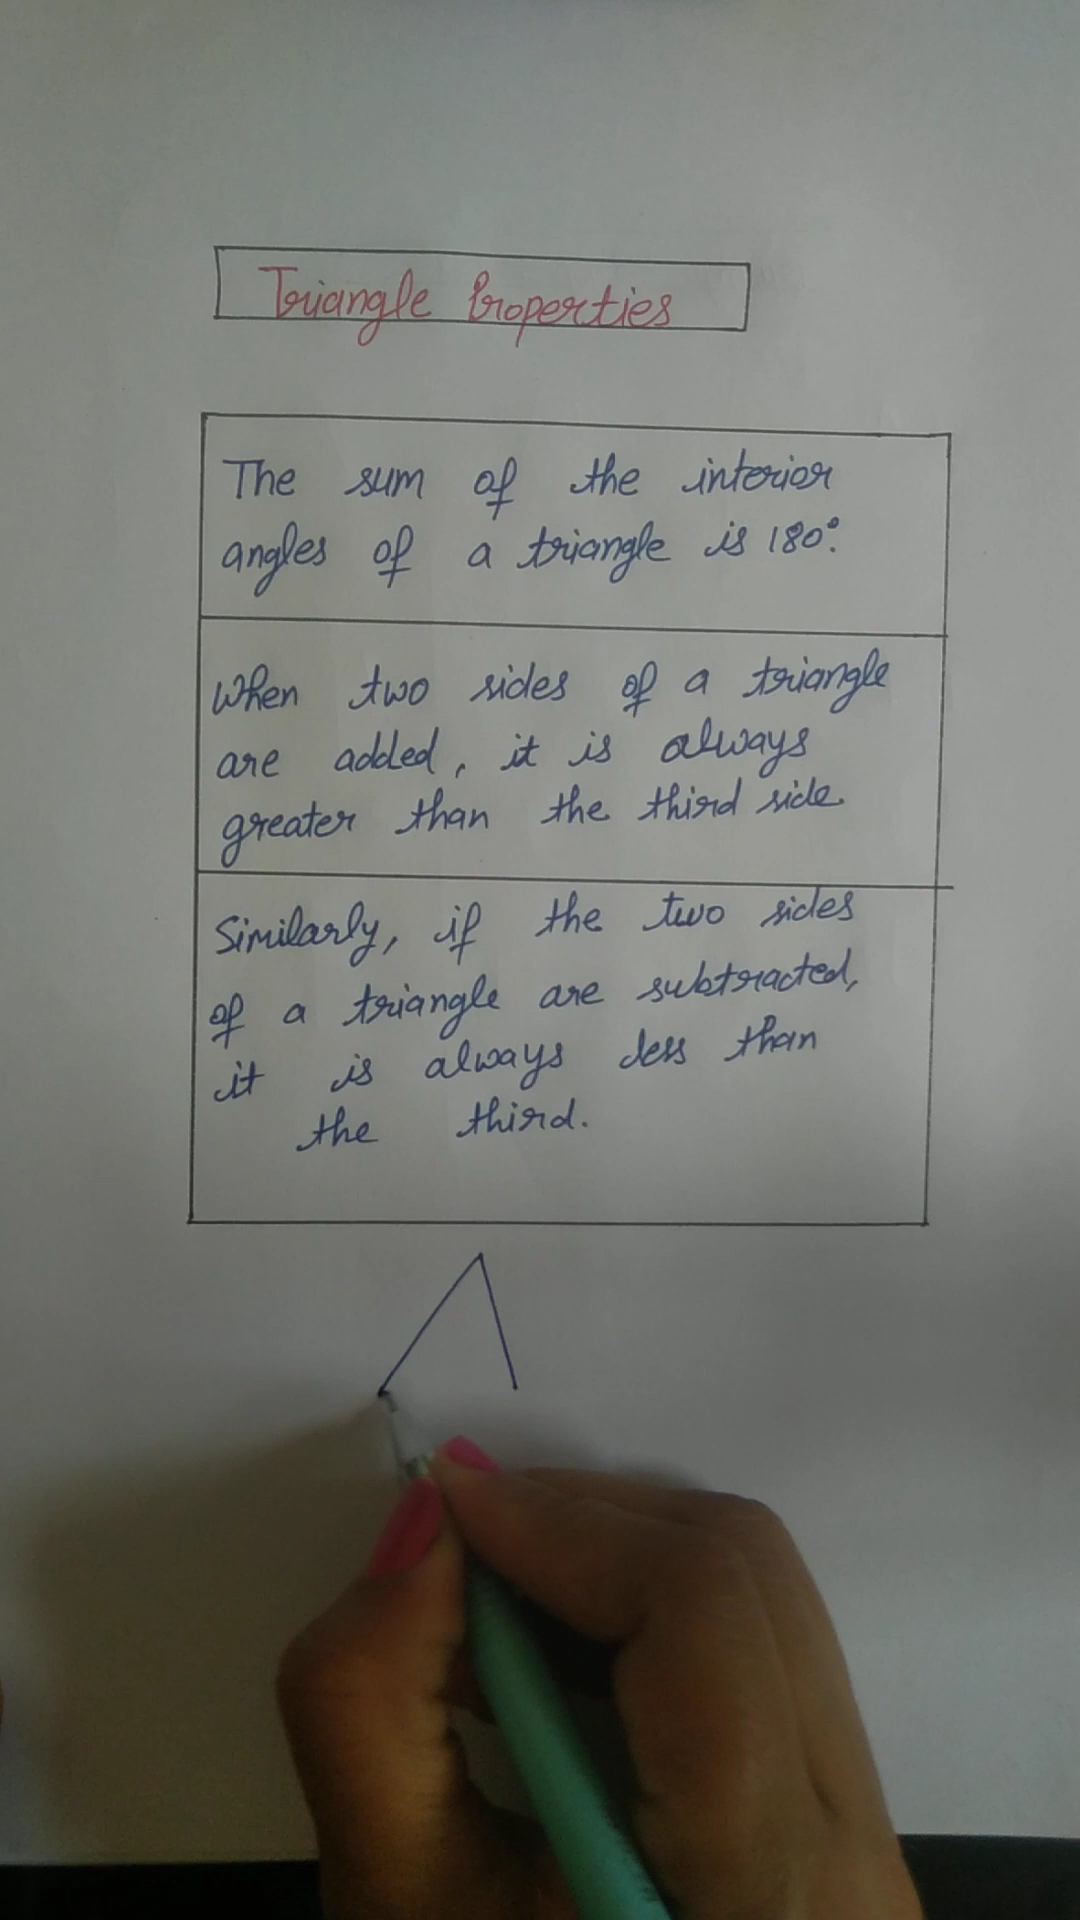 Triangle Properties
The sum of the interior
angles of a triangle is 180°.
When two sides of a triangle
are added, it is always
greater than the third side.
Similarly, if the two sides
of a triangle are subtracted,
it is always less than
the third.